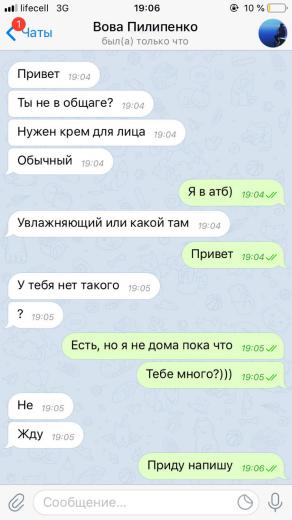 lifecell 3G 19:06 10 %
1
Чаты
Вова Пилипенко
был(а) только что
Привет 19:04
Ты не в общаге? 19:04
Нужен крем для лица 19:04
Обычный 19:04
Я в атб) 19:04
Увлажняющий или какой там 19:04
Привет 19:04
У тебя нет такого 19:05
? 19:05
Есть, но я не дома пока что 19:05
Тебе много?))) 19:05
Не 19:05
Жду 19:05
Приду напишу 19:06
Сообщение...